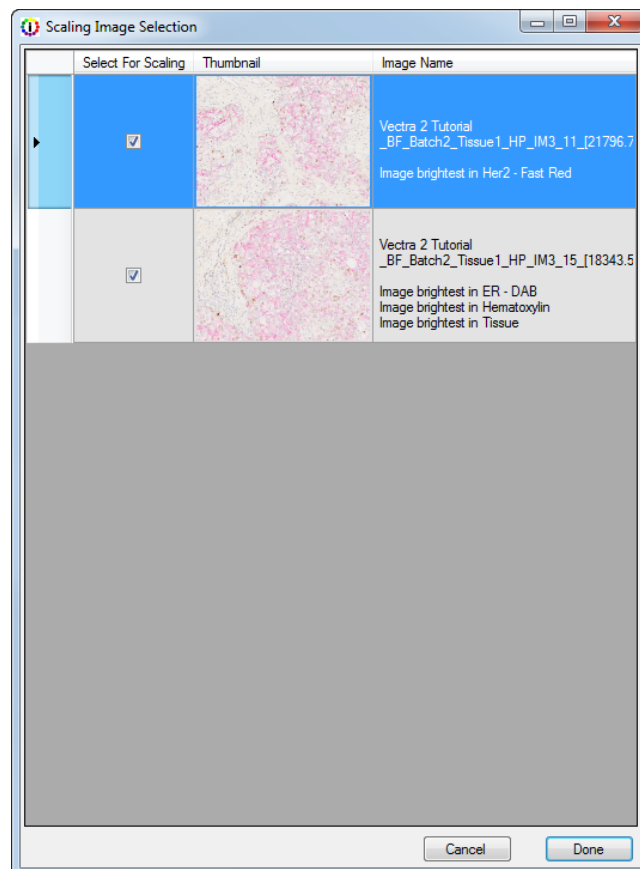 Scaling Image Selection
Select For Scaling Thumbnail Image Name
Vectra 2 Tutorial
_BF_Batch2_Tissue1_HP_IM3_11_[21796.7
Image brightest in Her2 - Fast Red
Vectra 2 Tutorial
_BF_Batch2_Tissue1_HP_IM3_15_[18343.5
Image brightest in ER - DAB
Image brightest in Hematoxylin
Image brightest in Tissue
Cancel Done